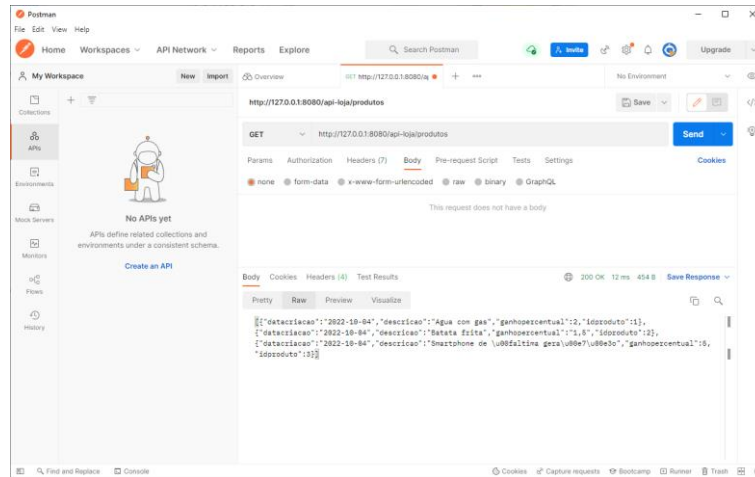 Postman
File Edit View Help
Home Workspaces API Network Reports Explore Search Postman Invite Upgrade
My Workspace New Import Overview GET http://127.0.0.1:8080/a No Environment
Collections
APIs
Environments
Mock Servers
Monitors
Flows
History
No APIs yet
APIs define related collections and
environments under a consistent schema.
Create an API
http://127.0.0.1:8080/api-loja/produtos Save
GET http://127.0.0.1:8080/api-loja/produtos Send
Params Authorization Headers (7) Body Pre-request Script Tests Settings Cookies
none form-data x-www-form-urlencoded raw binary GraphQL
This request does not have a body
Body Cookies Headers (4) Test Results 200 OK 12 ms 454 B Save Response
Pretty Raw Preview Visualize
[{"datacriacao":"2022-10-04","descricao":"Agua com gas","ganhopercentual":2,"idproduto":1},
{"datacriacao":"2022-10-04","descricao":"Batata frita","ganhopercentual":"1,5","idproduto":2},
{"datacriacao":"2022-10-04","descricao":"Smartphone de \u00faltima gera\u00e7\u00e3o","ganhopercentual":5,
"idproduto":3}]
Find and Replace Console Cookies Capture requests Bootcamp Runner Trash